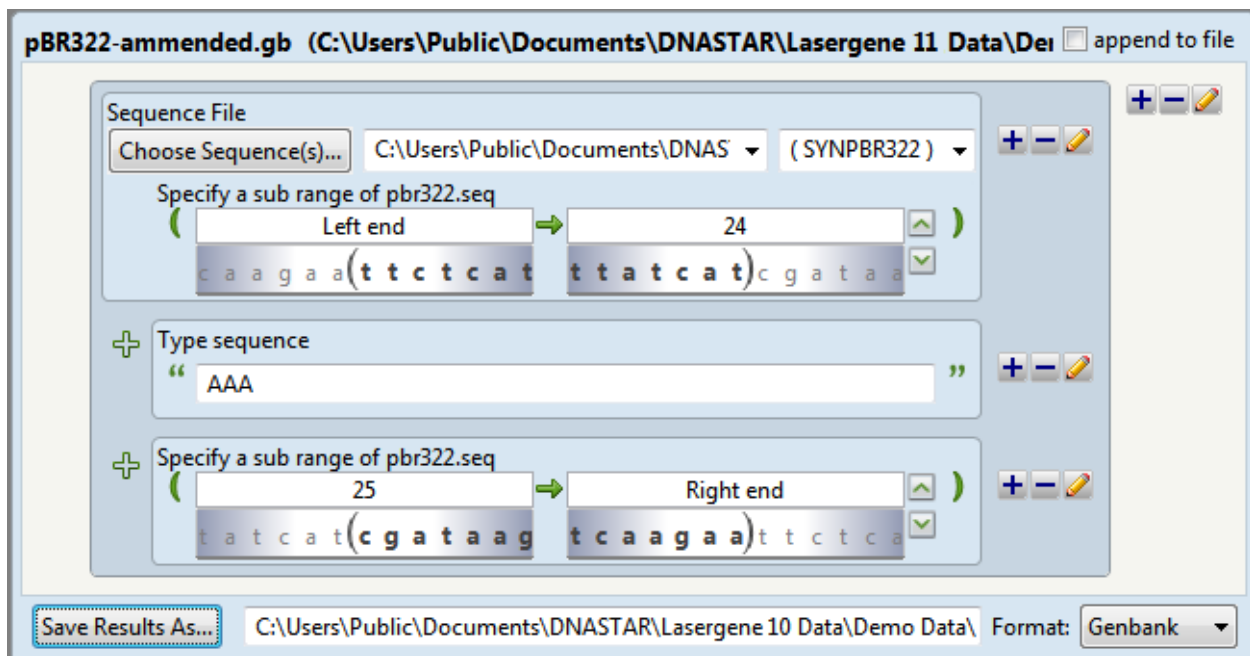 pBR322-ammended.gb (C:\Users\Public\Documents\DNASTAR\Lasergene 11 Data\De append to file
Sequence File
Choose Sequence(s)... C:\Users\Public\Documents\DNAS ( SYNPBR322 )
Specify a sub range of pbr322.seq
( Left end 24 )
c a a g a a ( t t c t c a t t t a t c a t ) c g a t a a
Type sequence
“ AAA ”
Specify a sub range of pbr322.seq
( 25 Right end )
t a t c a t ( c g a t a a g t c a a g a a ) t t c t c a
Save Results As... C:\Users\Public\Documents\DNASTAR\Lasergene 10 Data\Demo Data\ Format: Genbank